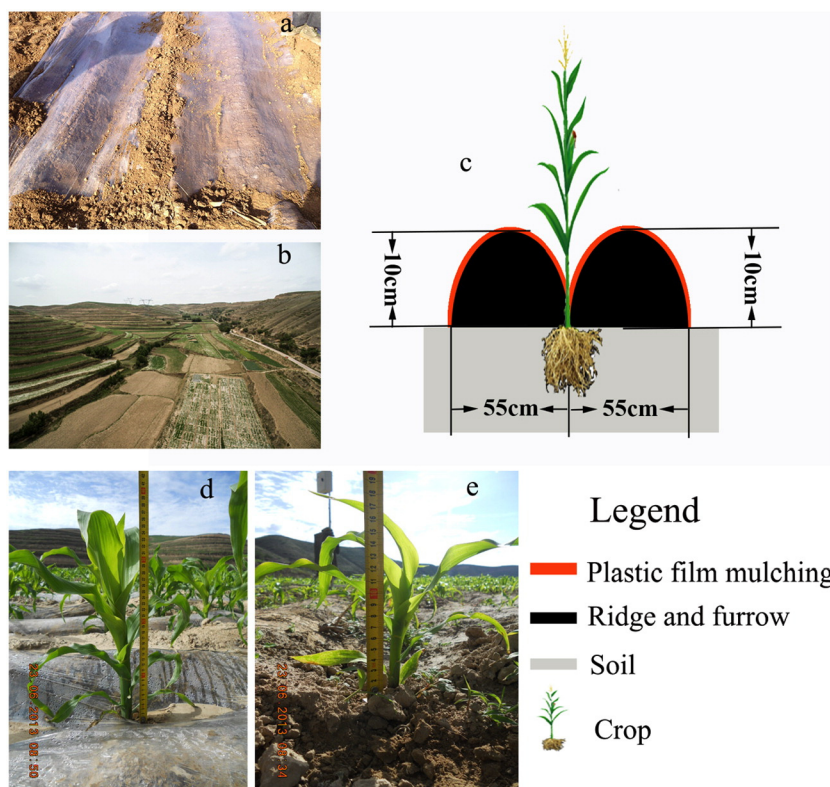 a
b
c
10cm
10cm
55cm
55cm
d
e
Legend
Plastic film mulching
Ridge and furrow
Soil
Crop